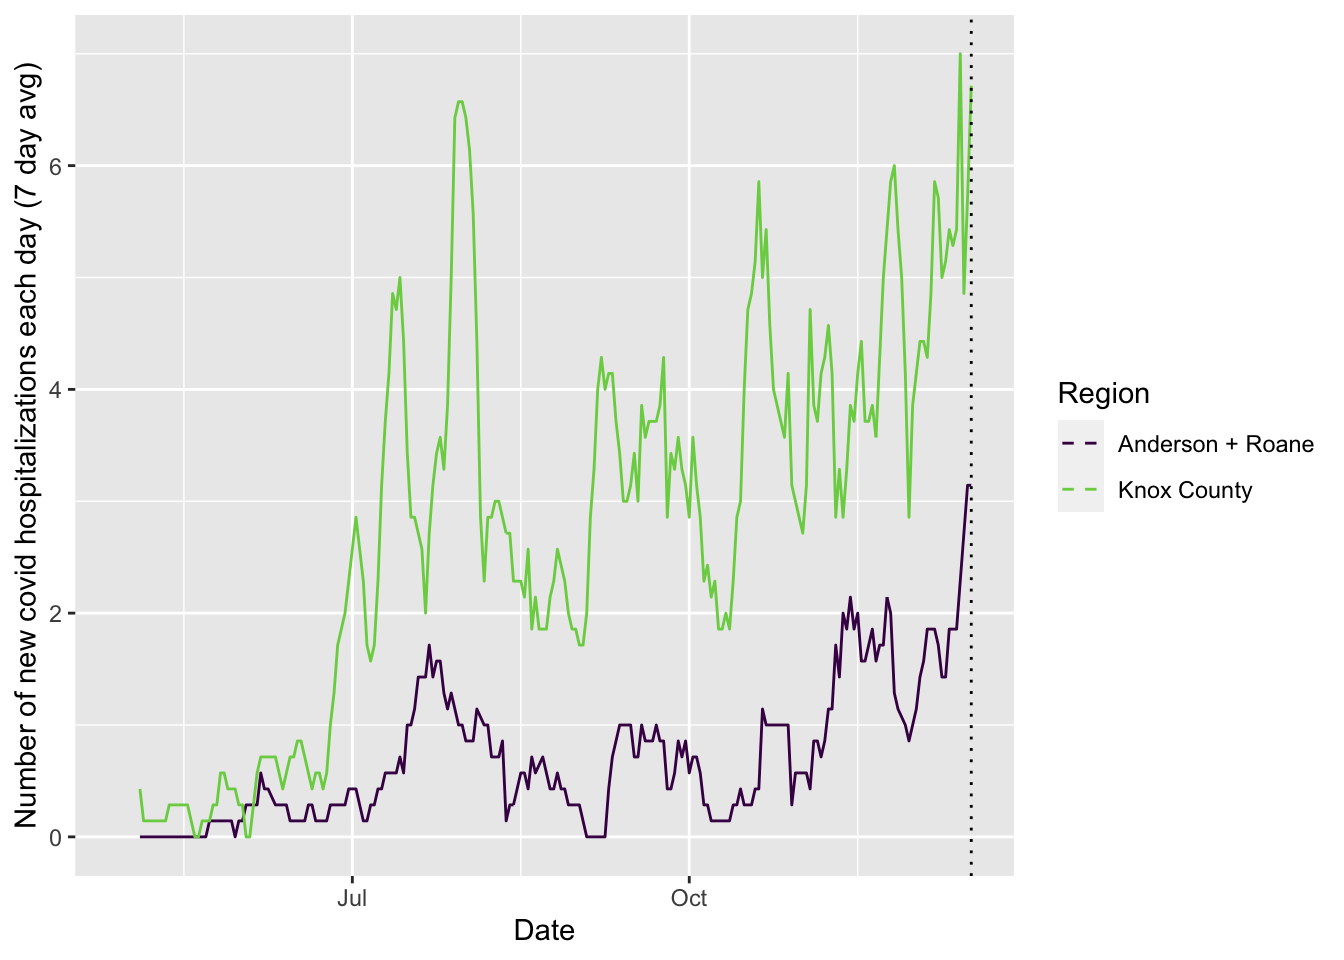 Number of new covid hospitalizations each day (7 day avg)
6
4
2
0
Jul
Oct
Date
Region
Anderson + Roane
Knox County